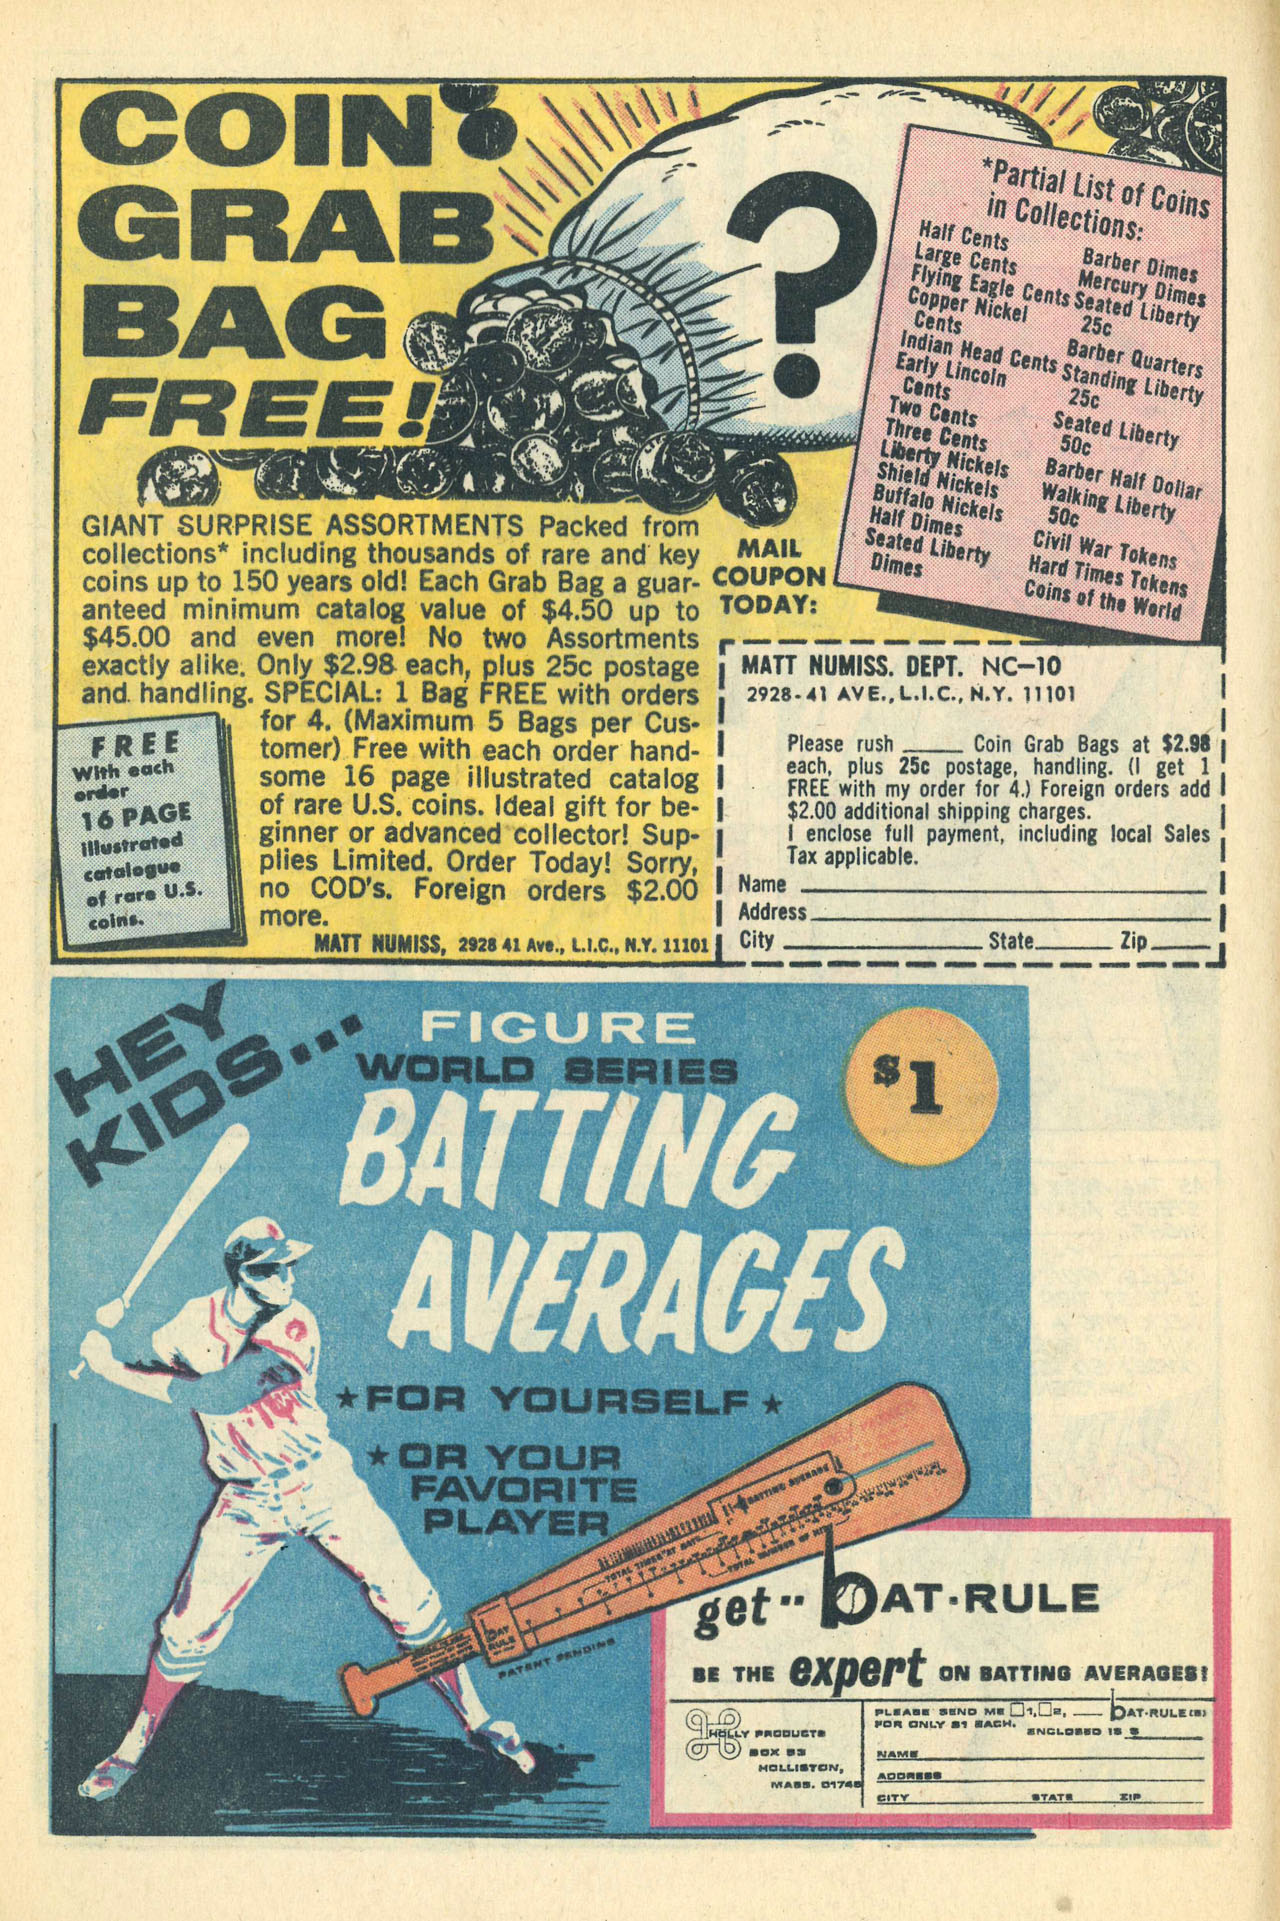 COIN
GRAB
BAG
FREE!
?
*Partial List of Coins
in Collections:
Half Cents
Large Cents
Flying Eagle Cents
Copper Nickel
Cents
Indian Head Cents
Early Lincoln
Cents
Two Cents
Three Cents
Liberty Nickels
Shield Nickels
Buffalo Nickels
Half Dimes
Seated Liberty
Dimes
Barber Dimes
Mercury Dimes
Seated Liberty
25c
Barber Quarters
Standing Liberty
25c
Seated Liberty
50c
Barber Half Dollar
Walking Liberty
50c
Civil War Tokens
Hard Times Tokens
Coins of the World
GIANT SURPRISE ASSORTMENTS Packed from
collections* including thousands of rare and key
coins up to 150 years old! Each Grab Bag a guar-
anteed minimum catalog value of $4.50 up to
$45.00 and even more! No two Assortments
exactly alike. Only $2.98 each, plus 25c postage
and handling. SPECIAL: 1 Bag FREE with orders
for 4. (Maximum 5 Bags per Cus-
tomer) Free with each order hand-
some 16 page illustrated catalog
of rare U.S. coins. Ideal gift for be-
ginner or advanced collector! Sup-
plies Limited. Order Today! Sorry,
no COD's. Foreign orders $2.00
more.
MATT NUMISS, 2928 41 Ave., L.I.C., N.Y. 11101
FREE
With each
order
16 PAGE
illustrated
catalogue
of rare U.S.
coins.
MAIL
COUPON
TODAY:
MATT NUMISS. DEPT. NC-10
2928-41 AVE., L.I.C., N.Y. 11101
Please rush ____ Coin Grab Bags at $2.98
each, plus 25c postage, handling. (I get 1
FREE with my order for 4.) Foreign orders add
$2.00 additional shipping charges.
I enclose full payment, including local Sales
Tax applicable.
Name
Address
City State Zip
HEY
KIDS...
FIGURE
WORLD SERIES
BATTING
AVERAGES
$1
★FOR YOURSELF★
★OR YOUR
FAVORITE
PLAYER
BATTING AVERAGE
TOTAL TIMES AT BAT
TOTAL NUMBER OF HITS
bAT
RULE
PATENT PENDING
get-- bAT-RULE
BE THE expert ON BATTING AVERAGES!
HOLLY PRODUCTS
BOX 93
HOLLISTON,
MASS. 01746
PLEASE SEND ME □1, □2, ___ bAT-RULE(S)
FOR ONLY $1 EACH.
ENCLOSED IS $
NAME
ADDRESS
CITY STATE ZIP